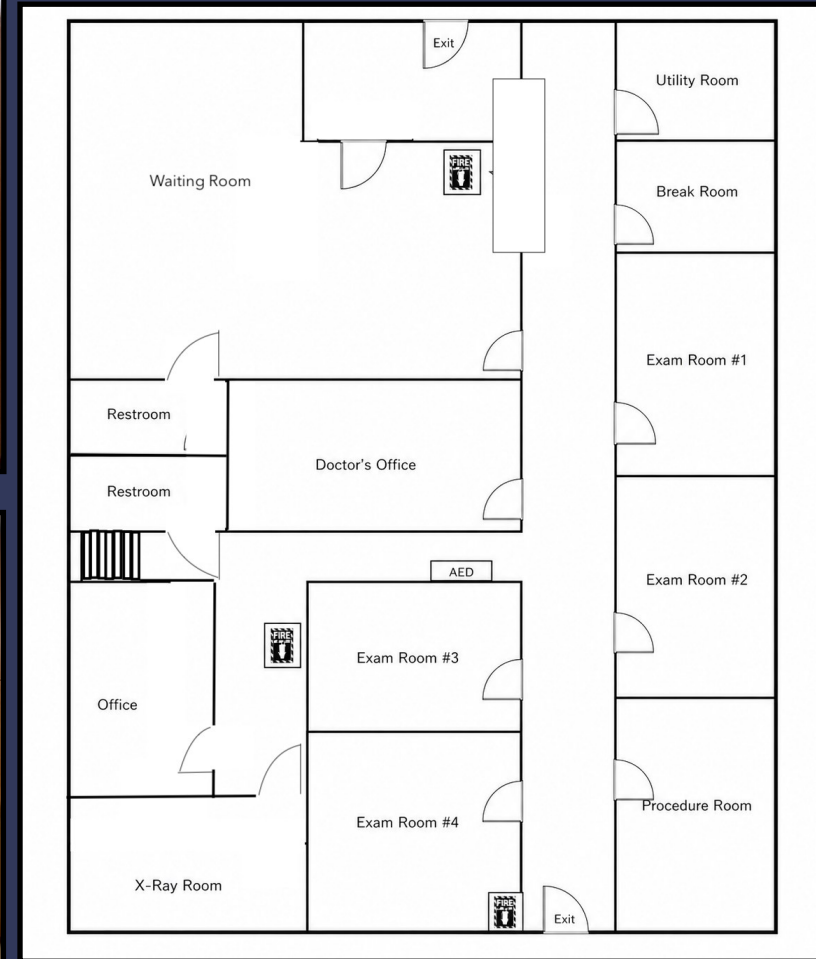 Exit
Utility Room
FIRE
Waiting Room
Break Room
Exam Room #1
Restroom
Doctor's Office
Restroom
AED
Exam Room #2
FIRE
Exam Room #3
Office
Procedure Room
Exam Room #4
X-Ray Room
FIRE
Exit